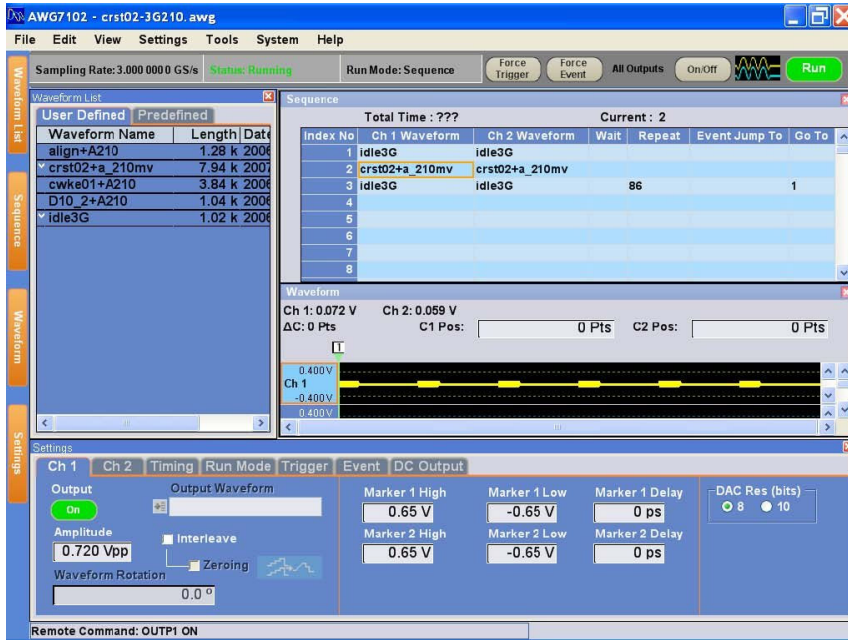 AWG7102 - crst02-3G210.awg
File Edit View Settings Tools System Help
Sampling Rate:3.000 000 0 GS/s Status: Running Run Mode: Sequence Force Trigger Force Event All Outputs On/Off Run
Waveform List
Sequence
Waveform
Settings
Waveform List
User Defined Predefined
Waveform Name Length Date
align+A210 1.28 k 2006
crst02+a_210mv 7.94 k 2007
cwke01+A210 3.84 k 2006
D10_2+A210 1.04 k 2006
idle3G 1.02 k 2006
Sequence
Total Time : ??? Current : 2
Index No Ch 1 Waveform Ch 2 Waveform Wait Repeat Event Jump To Go To
1 idle3G idle3G
2 crst02+a_210mv crst02+a_210mv
3 idle3G idle3G 86 1
4
5
6
7
8
Waveform
Ch 1: 0.072 V Ch 2: 0.059 V
ΔC: 0 Pts C1 Pos: 0 Pts C2 Pos: 0 Pts
1
0.400V
Ch 1
-0.400V
0.400V
Settings
Ch 1 Ch 2 Timing Run Mode Trigger Event DC Output
Output Output Waveform
On
Amplitude
0.720 Vpp
Interleave
Zeroing
Waveform Rotation
0.0 º
Marker 1 High Marker 1 Low Marker 1 Delay
0.65 V -0.65 V 0 ps
Marker 2 High Marker 2 Low Marker 2 Delay
0.65 V -0.65 V 0 ps
DAC Res (bits)
8 10
Remote Command: OUTP1 ON